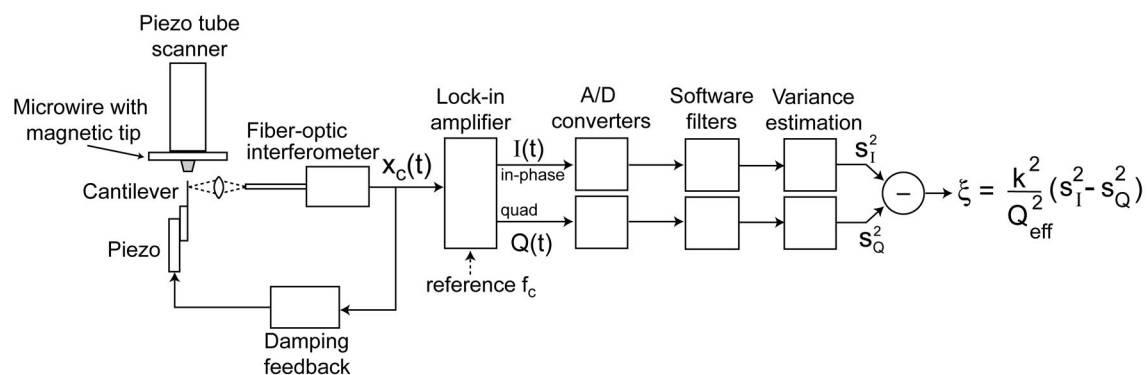 Piezo tube
scanner
Microwire with
magnetic tip
Fiber-optic
interferometer
Cantilever
Piezo
x_c(t)
Damping
feedback
Lock-in
amplifier
I(t)
in-phase
quad
Q(t)
reference f_c
A/D
converters
Software
filters
Variance
estimation
s_I^2
s_Q^2
−
ξ = k^2/Q_eff^2 (s_I^2 - s_Q^2)